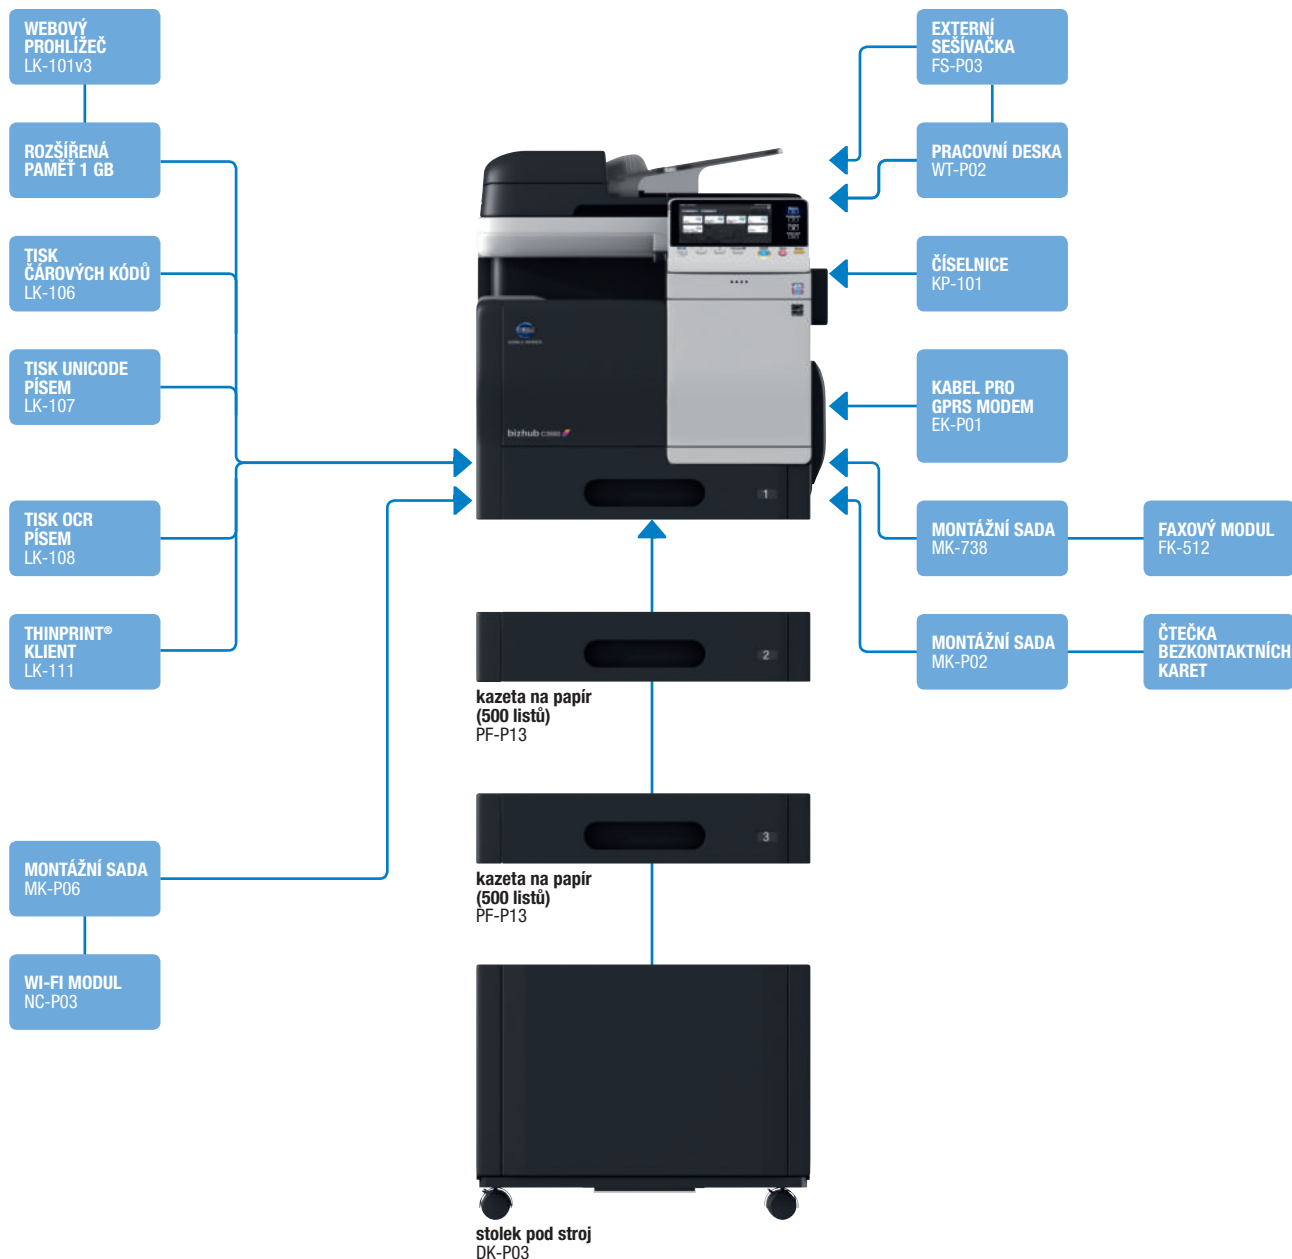 WEBOVÝ
PROHLÍŽEČ
LK-101v3
ROZŠÍŘENÁ
PAMĚŤ 1 GB
TISK
ČÁROVÝCH KÓDŮ
LK-106
TISK UNICODE
PÍSEM
LK-107
TISK OCR
PÍSEM
LK-108
THINPRINT®
KLIENT
LK-111
MONTÁŽNÍ SADA
MK-P06
WI-FI MODUL
NC-P03
bizhub
1
2
kazeta na papír
(500 listů)
PF-P13
3
kazeta na papír
(500 listů)
PF-P13
stolek pod stroj
DK-P03
EXTERNÍ
SEŠÍVAČKA
FS-P03
PRACOVNÍ DESKA
WT-P02
ČÍSELNICE
KP-101
KABEL PRO
GPRS MODEM
EK-P01
MONTÁŽNÍ SADA
MK-738
FAXOVÝ MODUL
FK-512
MONTÁŽNÍ SADA
MK-P02
ČTEČKA
BEZKONTAKTNÍCH
KARET